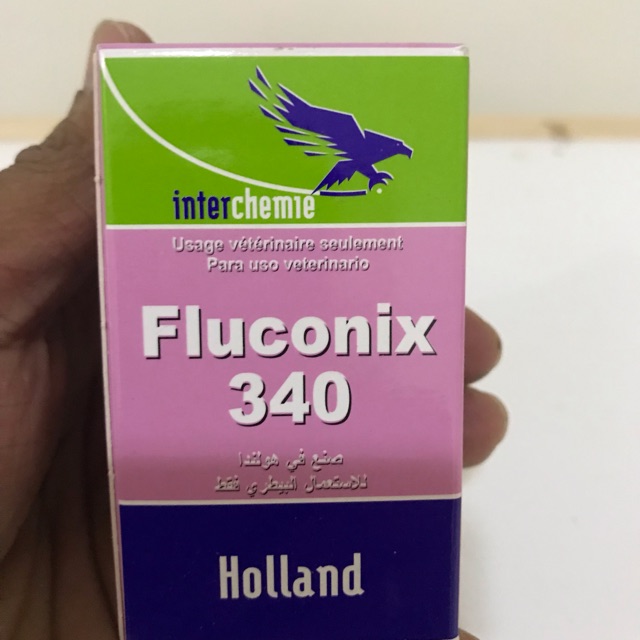 interchemie
Usage vétérinaire seulement
Para uso veterinario
Fluconix
340
صنع في هولندا
للاستعمال البيطري فقط
Holland